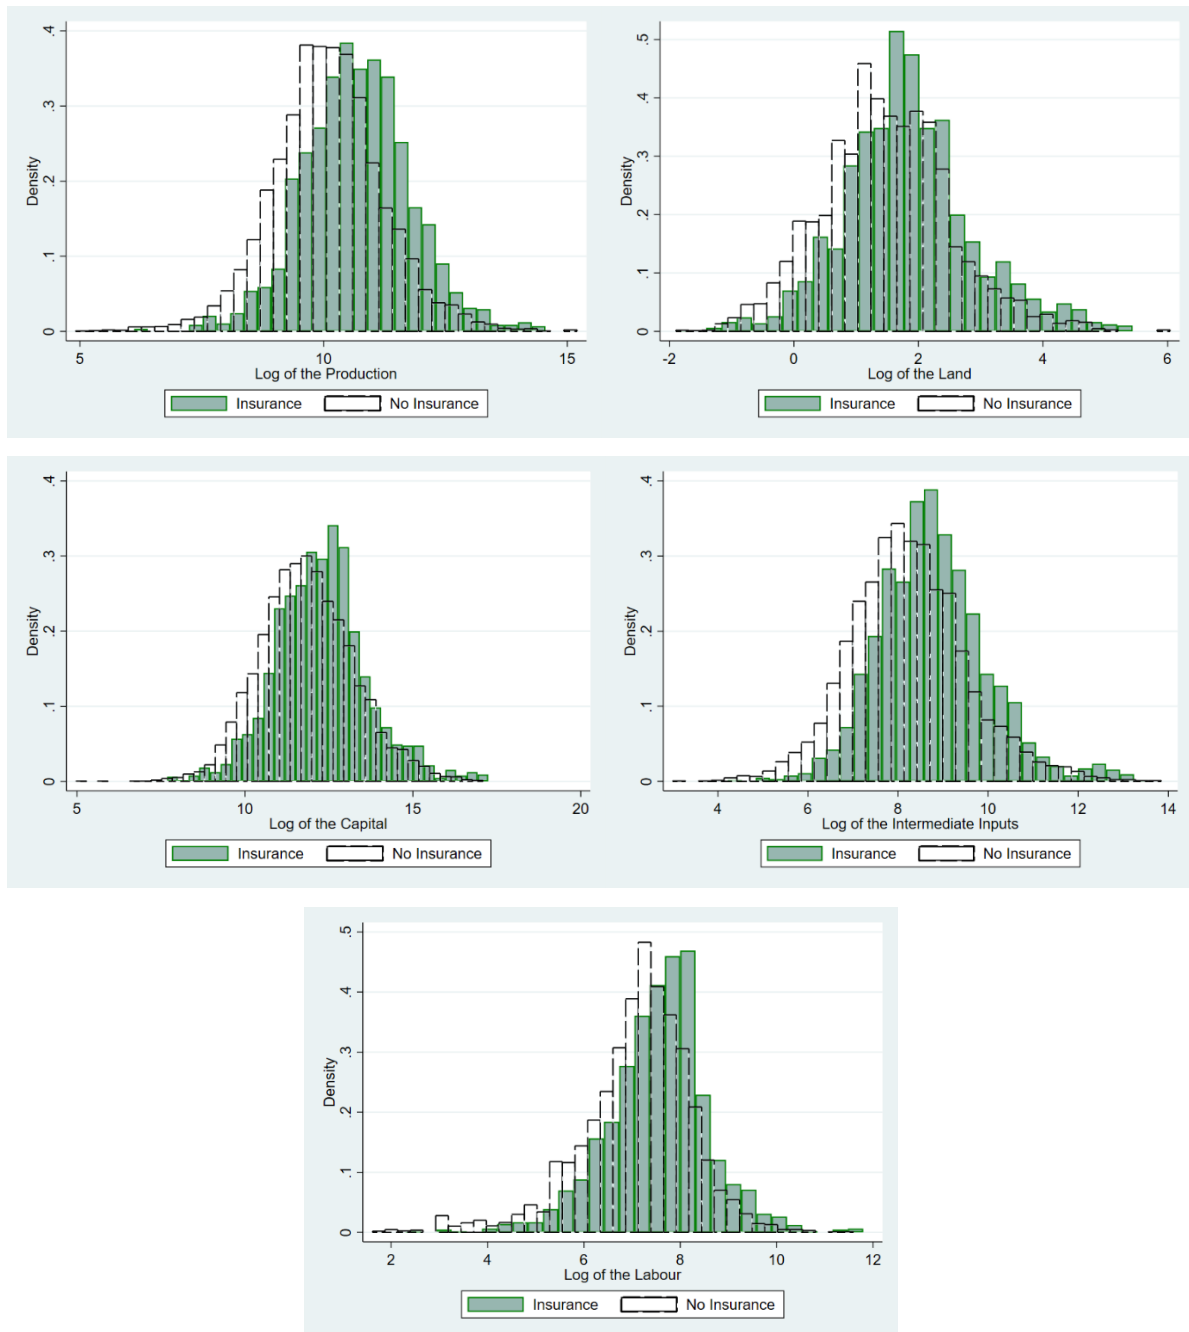 Density
.4
.3
.2
.1
0
5 10 15
Log of the Production
Insurance No Insurance
Density
.5
.4
.3
.2
.1
0
-2 0 2 4 6
Log of the Land
Insurance No Insurance
Density
.4
.3
.2
.1
0
5 10 15 20
Log of the Capital
Insurance No Insurance
Density
.4
.3
.2
.1
0
4 6 8 10 12 14
Log of the Intermediate Inputs
Insurance No Insurance
Density
.5
.4
.3
.2
.1
0
2 4 6 8 10 12
Log of the Labour
Insurance No Insurance